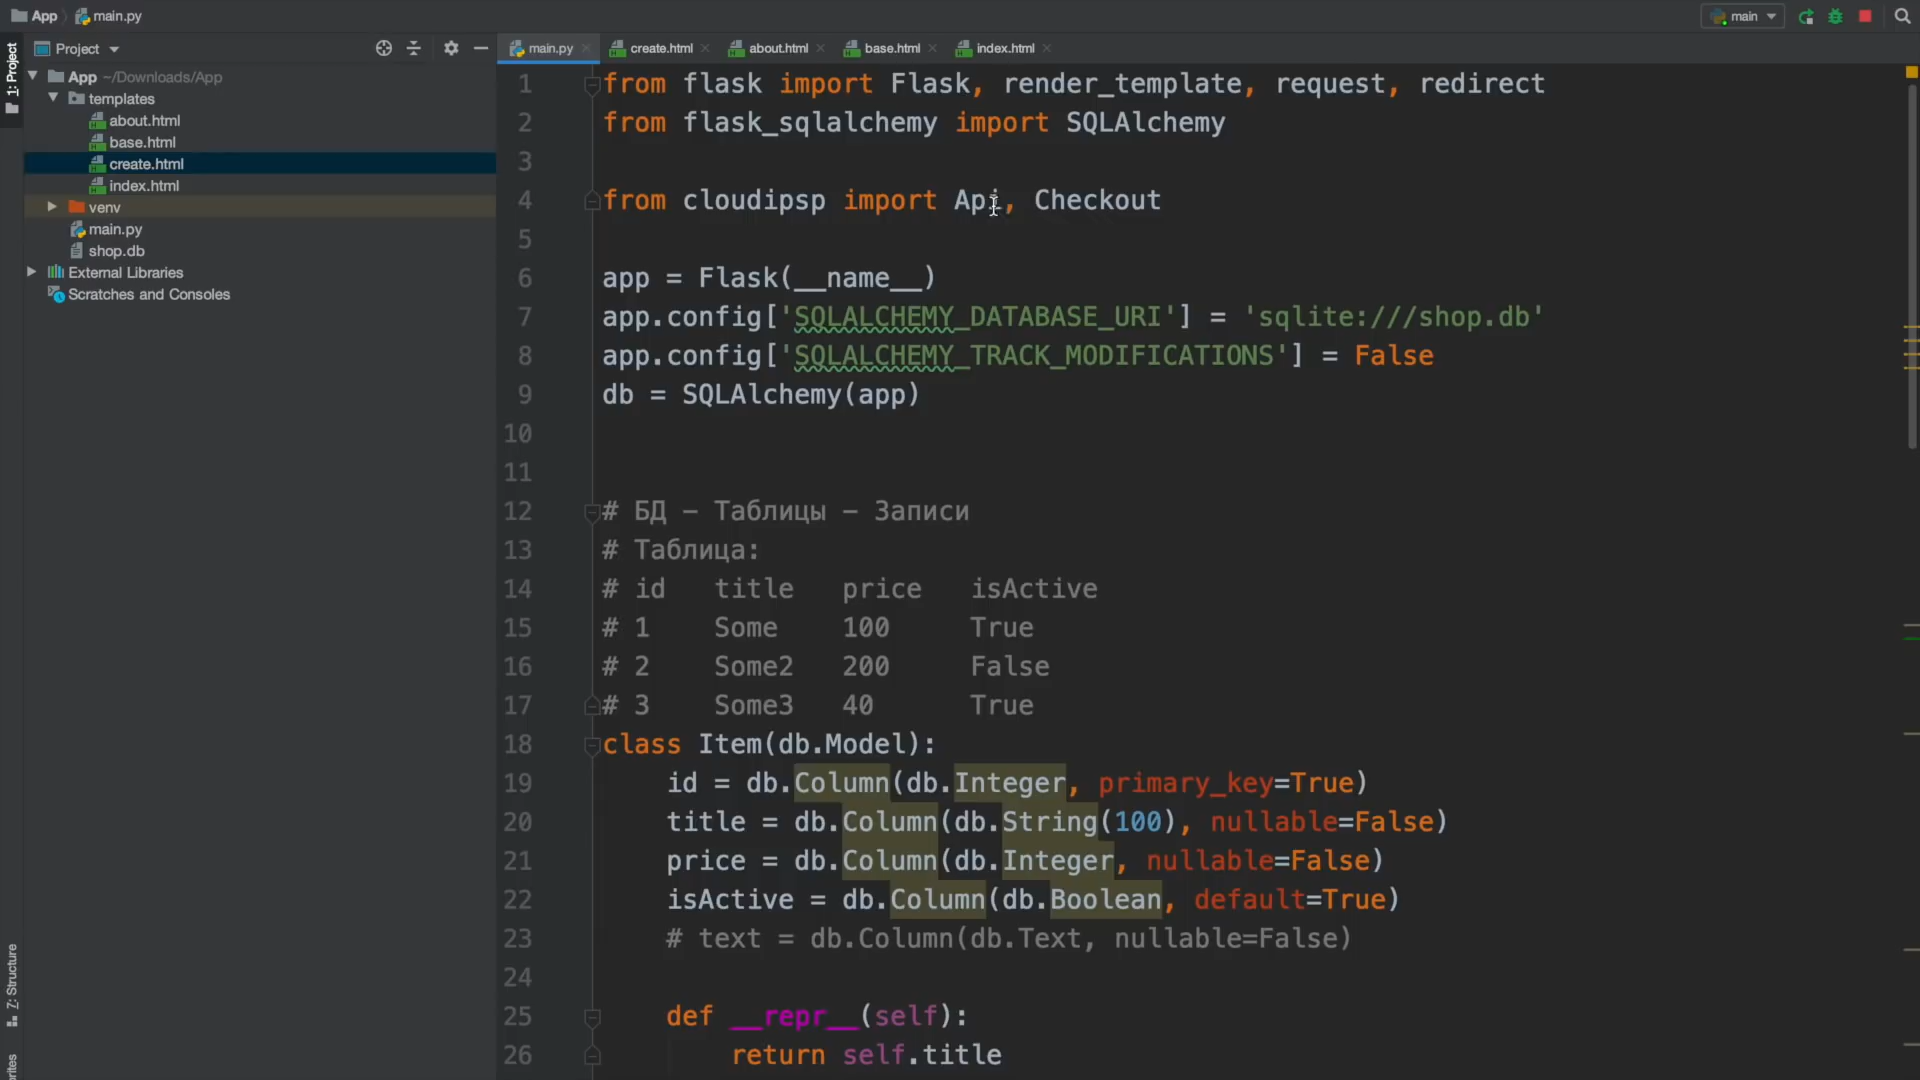 App
main.py
main
1: Project
Project
App ~/Downloads/App
templates
about.html
base.html
create.html
index.html
venv
main.py
shop.db
External Libraries
Scratches and Consoles
Z: Structure
main.py
create.html
about.html
base.html
index.html
1 from flask import Flask, render_template, request, redirect
2 from flask_sqlalchemy import SQLAlchemy
3
4 from cloudipsp import Api, Checkout
5
6 app = Flask(__name__)
7 app.config['SQLALCHEMY_DATABASE_URI'] = 'sqlite:///shop.db'
8 app.config['SQLALCHEMY_TRACK_MODIFICATIONS'] = False
9 db = SQLAlchemy(app)
10
11
12 # БД – Таблицы – Записи
13 # Таблица:
14 # id title price isActive
15 # 1 Some 100 True
16 # 2 Some2 200 False
17 # 3 Some3 40 True
18 class Item(db.Model):
19 id = db.Column(db.Integer, primary_key=True)
20 title = db.Column(db.String(100), nullable=False)
21 price = db.Column(db.Integer, nullable=False)
22 isActive = db.Column(db.Boolean, default=True)
23 # text = db.Column(db.Text, nullable=False)
24
25 def __repr__(self):
26 return self.title